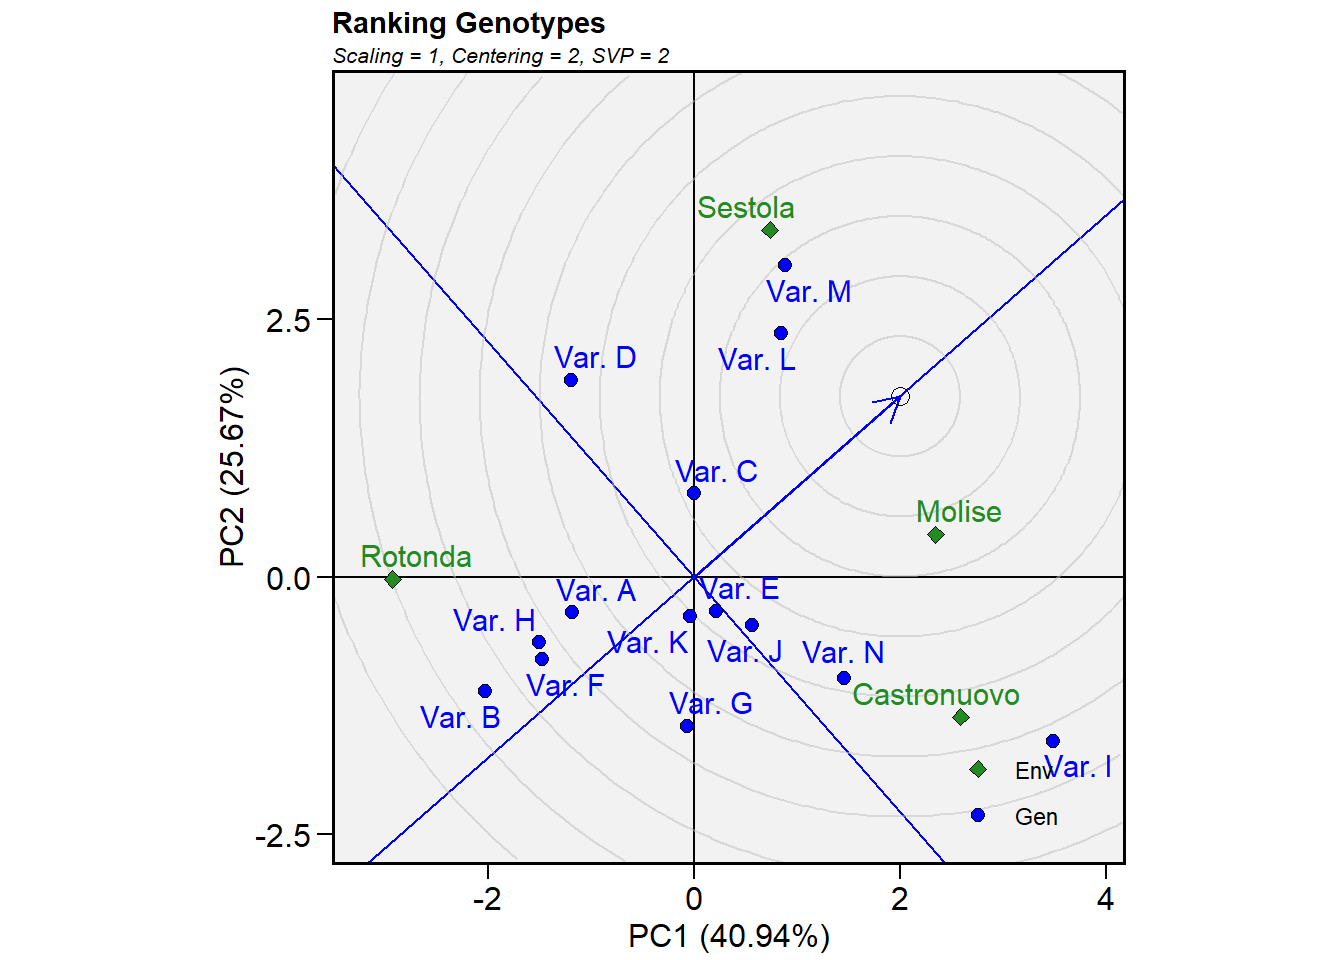 Ranking Genotypes
Scaling = 1, Centering = 2, SVP = 2
Sestola
Var. M
2.5
Var. L
Var. D
PC2 (25.67%)
Var. C
Molise
Rotonda
0.0
Var. A
Var. E
Var. H
Var. K
Var. J
Var. N
Var. F
Castronuovo
Var. G
Var. B
Env
Var. I
Gen
-2.5
-2
0
2
4
PC1 (40.94%)